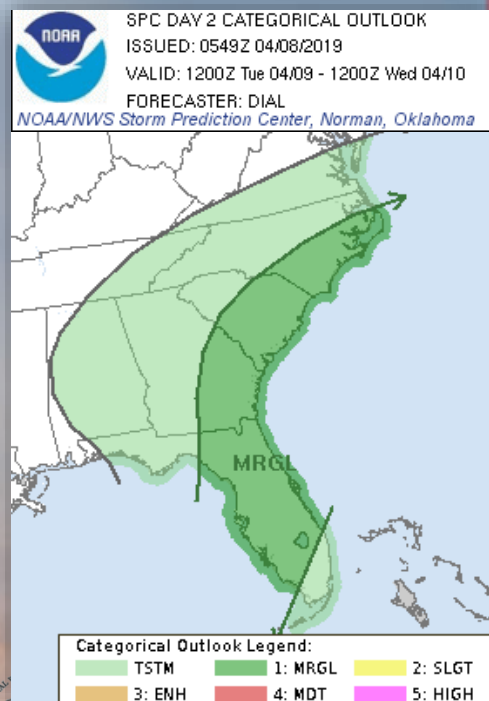 NOAA
SPC DAY 2 CATEGORICAL OUTLOOK
ISSUED: 0549Z 04/08/2019
VALID: 1200Z Tue 04/09 - 1200Z Wed 04/10
FORECASTER: DIAL
NOAA/NWS Storm Prediction Center, Norman, Oklahoma
MRGL
Categorical Outlook Legend:
TSTM 1: MRGL 2: SLGT
3: ENH 4: MDT 5: HIGH